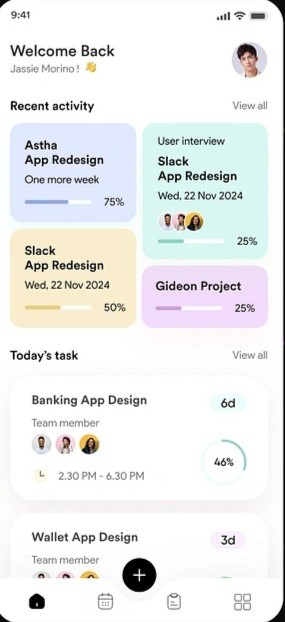 9:41
Welcome Back
Jassie Morino ! 👋
Recent activity
View all
Astha
App Redesign
One more week
75%
User interview
Slack
App Redesign
Wed, 22 Nov 2024
25%
Slack
App Redesign
Wed, 22 Nov 2024
50%
Gideon Project
25%
Today's task
View all
Banking App Design
6d
Team member
46%
2.30 PM - 6.30 PM
Wallet App Design
3d
Team member